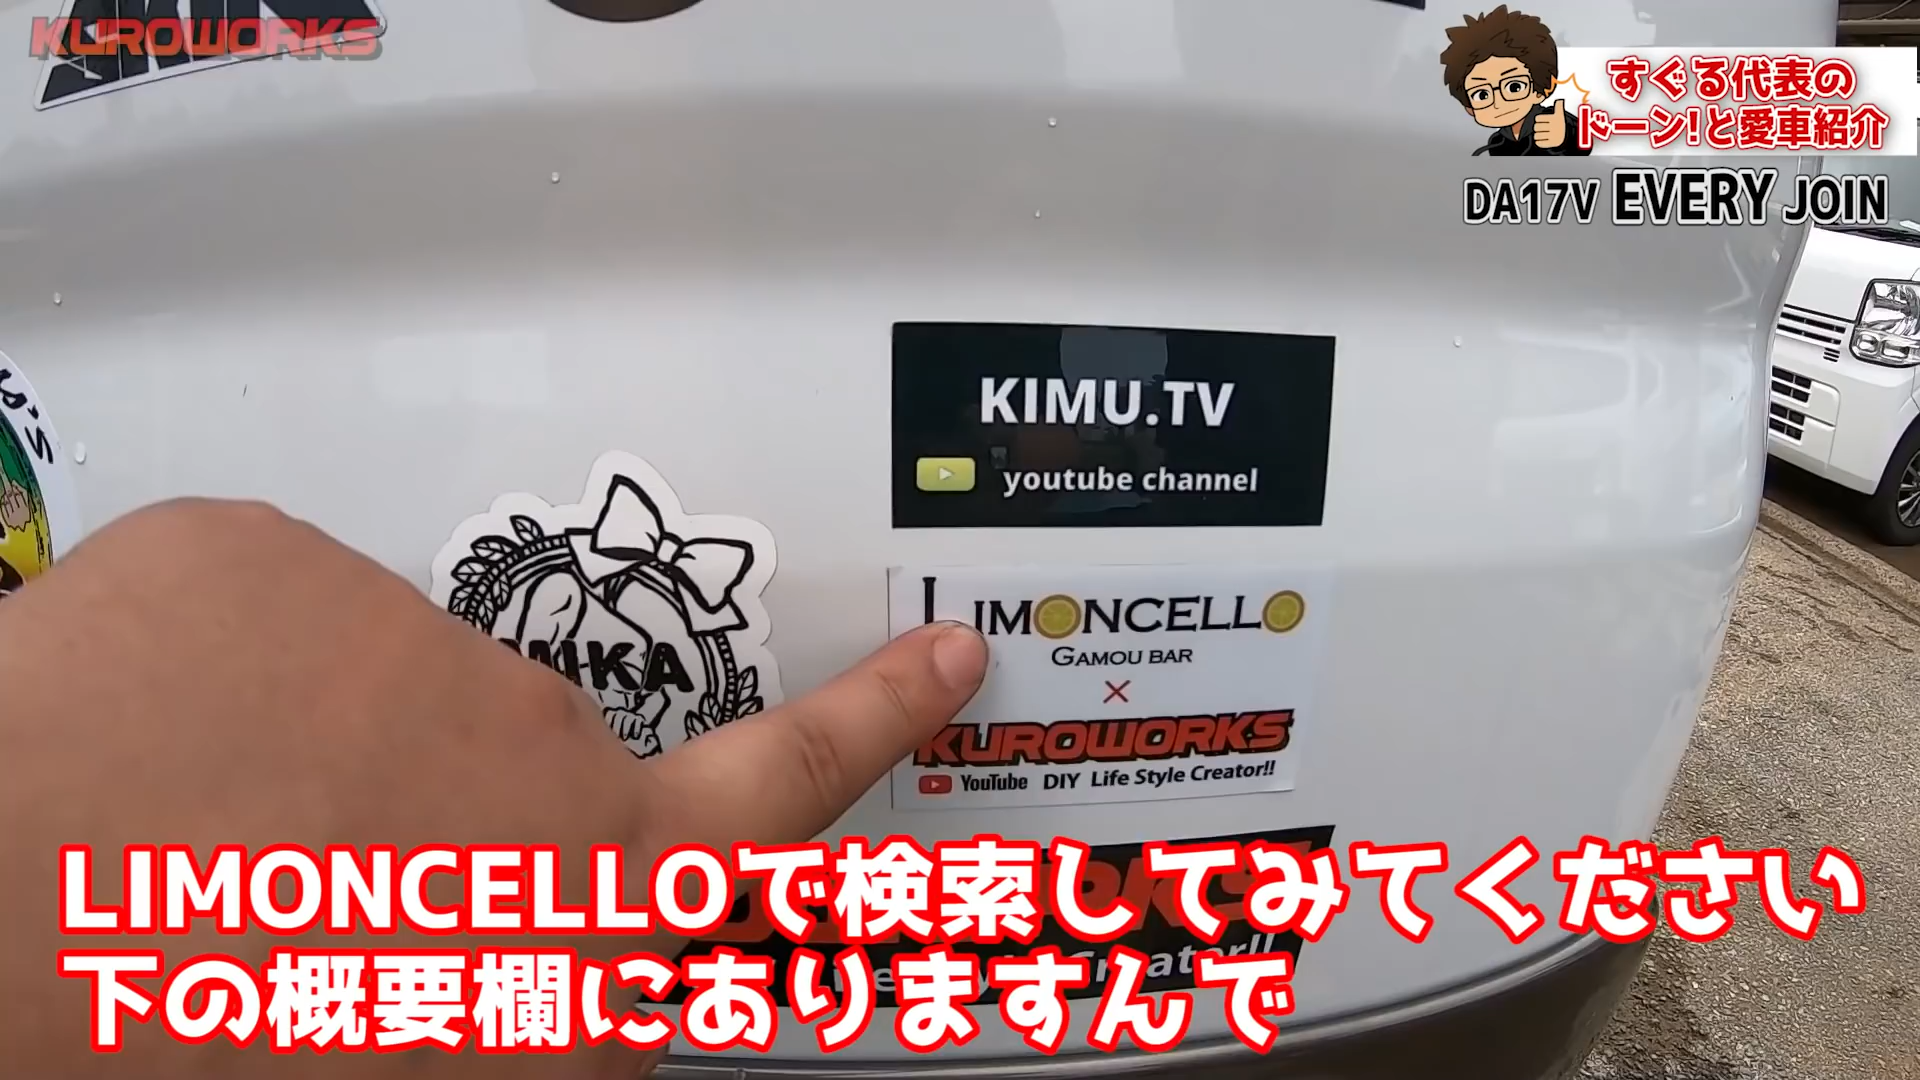 KUROWORKS
すぐる代表の
ドーン!と愛車紹介
DA17V EVERY JOIN
KIMU.TV
youtube channel
LIMONCELLO
GAMOU BAR
×
KUROWORKS
YouTube DIY Life Style Creator!!
LIMONCELLOで検索してみてください
下の概要欄にありますんで